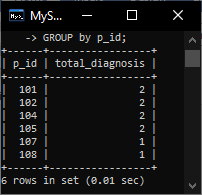 MyS...
-> GROUP by p_id;
+------+-----------------+
| p_id | total_diagnosis |
+------+-----------------+
| 101 | 2 |
| 102 | 2 |
| 104 | 2 |
| 105 | 2 |
| 107 | 1 |
| 108 | 1 |
+------+-----------------+
6 rows in set (0.01 sec)